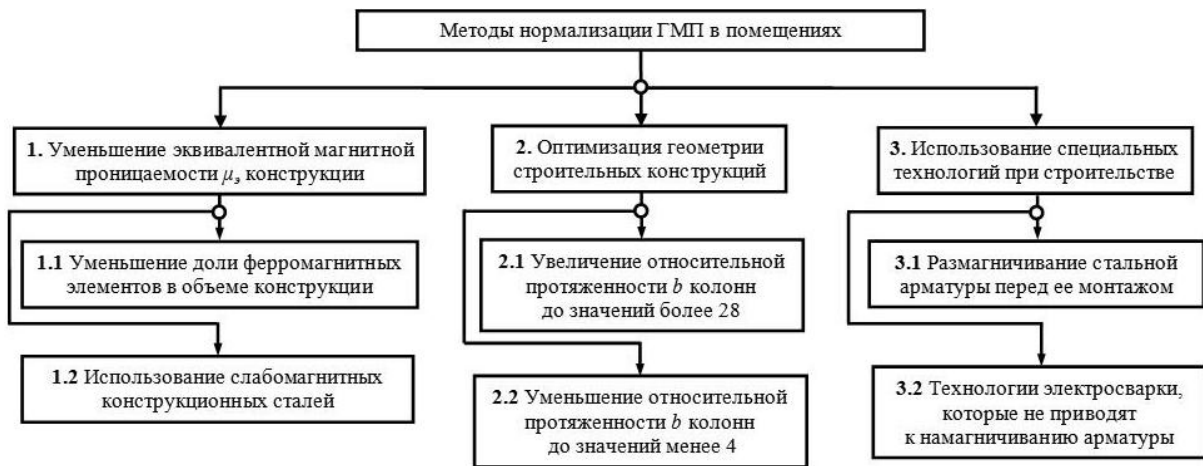 Методы нормализации ГМП в помещениях
1. Уменьшение эквивалентной магнитной
проницаемости μэ конструкции
1.1 Уменьшение доли ферромагнитных
элементов в объеме конструкции
1.2 Использование слабомагнитных
конструкционных сталей
2. Оптимизация геометрии
строительных конструкций
2.1 Увеличение относительной
протяженности b колонн
до значений более 28
2.2 Уменьшение относительной
протяженности b колонн
до значений менее 4
3. Использование специальных
технологий при строительстве
3.1 Размагничивание стальной
арматуры перед ее монтажом
3.2 Технологии электросварки,
которые не приводят
к намагничиванию арматуры